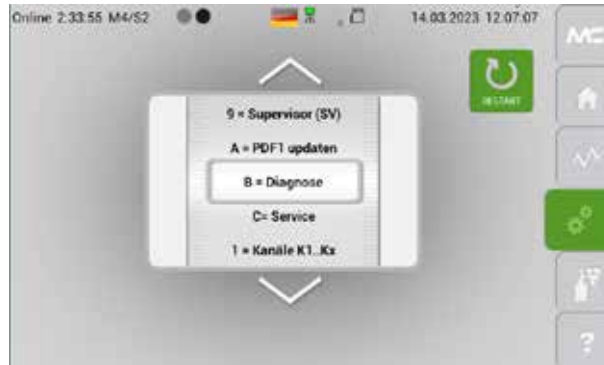 Online 2:33:55 M4/S2
14.03.2023 12:07:07
MC
RESTART
9 = Supervisor (SV)
A = PDF1 updaten
B = Diagnose
C= Service
1 = Kanäle K1..Kx
?